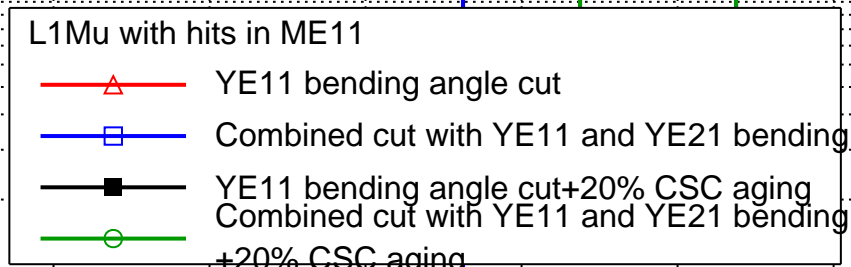 L1Mu with hits in ME11
YE11 bending angle cut
Combined cut with YE11 and YE21 bending
YE11 bending angle cut+20% CSC aging
Combined cut with YE11 and YE21 bending
+20% CSC aging